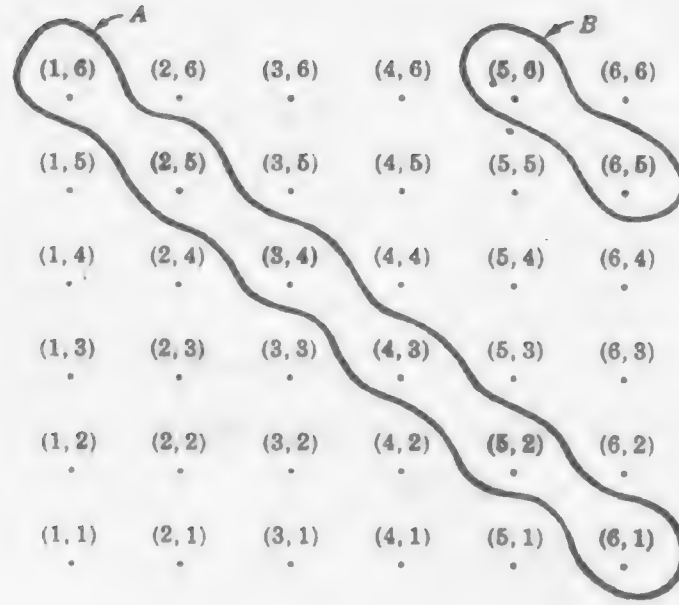 A B
(1, 6) (2, 6) (3, 6) (4, 6) (5, 6) (6, 6)
(1, 5) (2, 5) (3, 5) (4, 5) (5, 5) (6, 5)
(1, 4) (2, 4) (3, 4) (4, 4) (5, 4) (6, 4)
(1, 3) (2, 3) (3, 3) (4, 3) (5, 3) (6, 3)
(1, 2) (2, 2) (3, 2) (4, 2) (5, 2) (6, 2)
(1, 1) (2, 1) (3, 1) (4, 1) (5, 1) (6, 1)